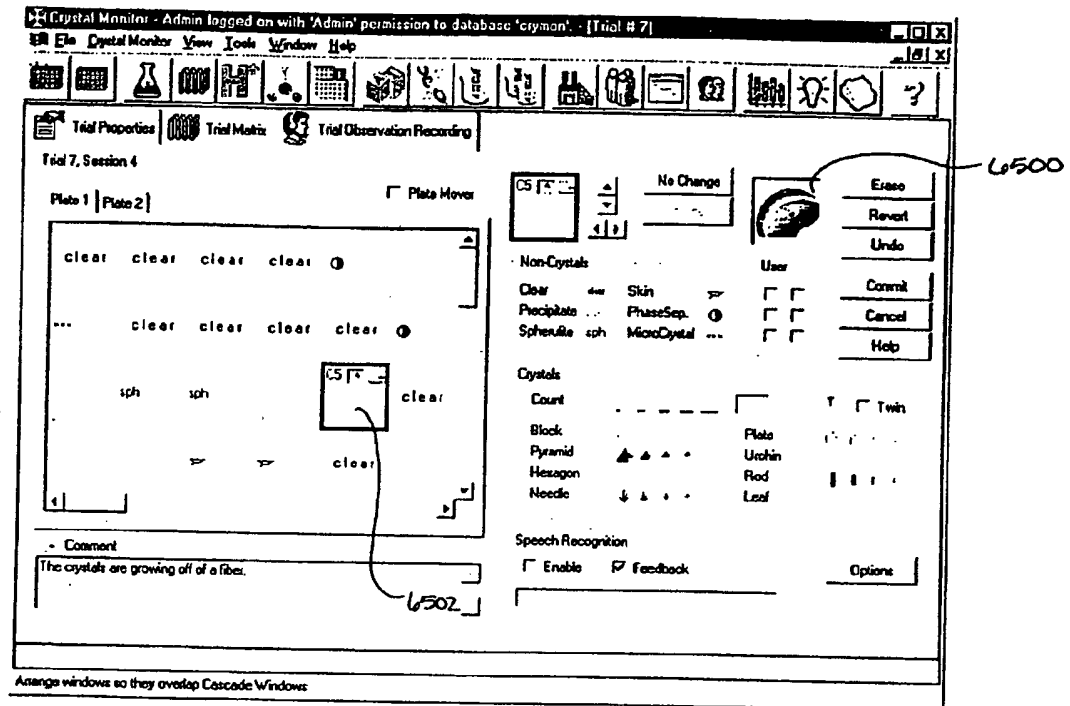 Crystal Monitor - Admin logged on with 'Admin' permission to database 'crymon'. - [Trial # 7]
File Crystal Monitor View Tools Window Help
Trial Properties Trial Matrix Trial Observation Recording
Trial 7, Session 4
Plate 1 Plate 2
Plate Mover
C5 4
No Change
6500
Erase
Revert
Undo
clear clear clear clear
clear clear clear clear
sph sph C5 4 clear
clear
Non-Crystals User
Clear clear Skin
Precipitate PhaseSep.
Spherulite sph MicroCrystal
Commit
Cancel
Help
Crystals
Count T Twin
Block Plate
Pyramid Urchin
Hexagon Rod
Needle Leaf
Comment
The crystals are growing off of a fiber.
6502
Speech Recognition
Enable Feedback Options
Arrange windows so they overlap Cascade Windows